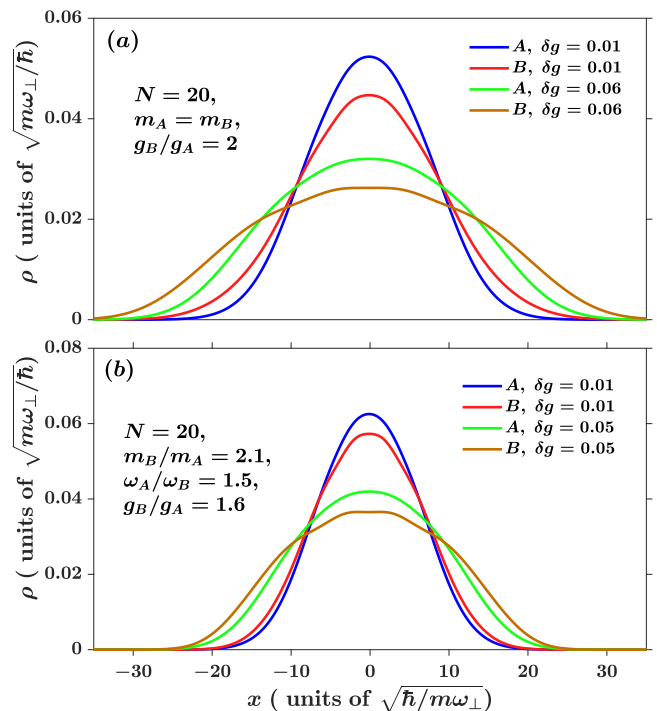 (a)
N = 20,
m_A = m_B,
g_B/g_A = 2
A, δg = 0.01
B, δg = 0.01
A, δg = 0.06
B, δg = 0.06
0.06
0.04
0.02
0
ρ ( units of √mω⊥/ħ)
(b)
N = 20,
m_B/m_A = 2.1,
ω_A/ω_B = 1.5,
g_B/g_A = 1.6
A, δg = 0.01
B, δg = 0.01
A, δg = 0.05
B, δg = 0.05
0.08
0.06
0.04
0.02
0
ρ ( units of √mω⊥/ħ)
−30 −20 −10 0 10 20 30
x ( units of √ħ/mω⊥)